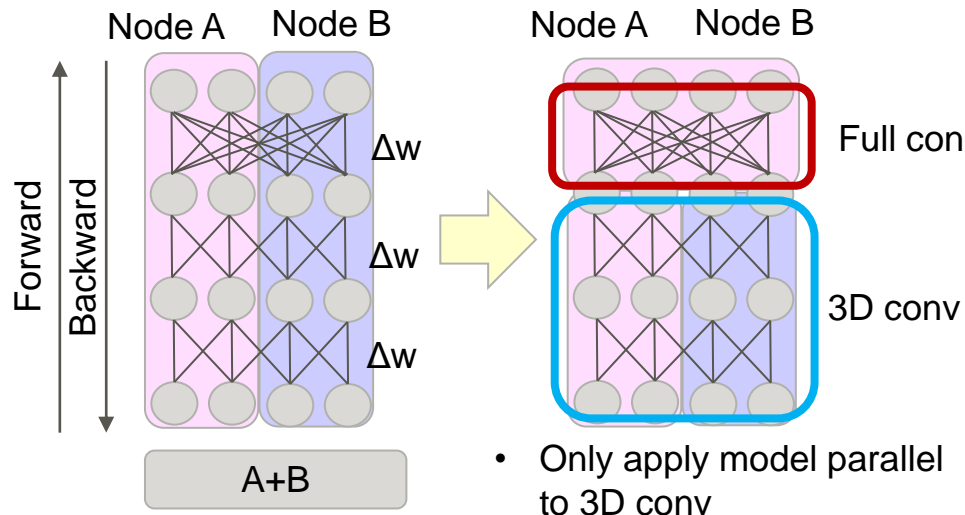 Node A
Node B
Forward
Backward
Δw
Δw
Δw
A+B
Node A
Node B
Full con
3D conv
• Only apply model parallel
to 3D conv